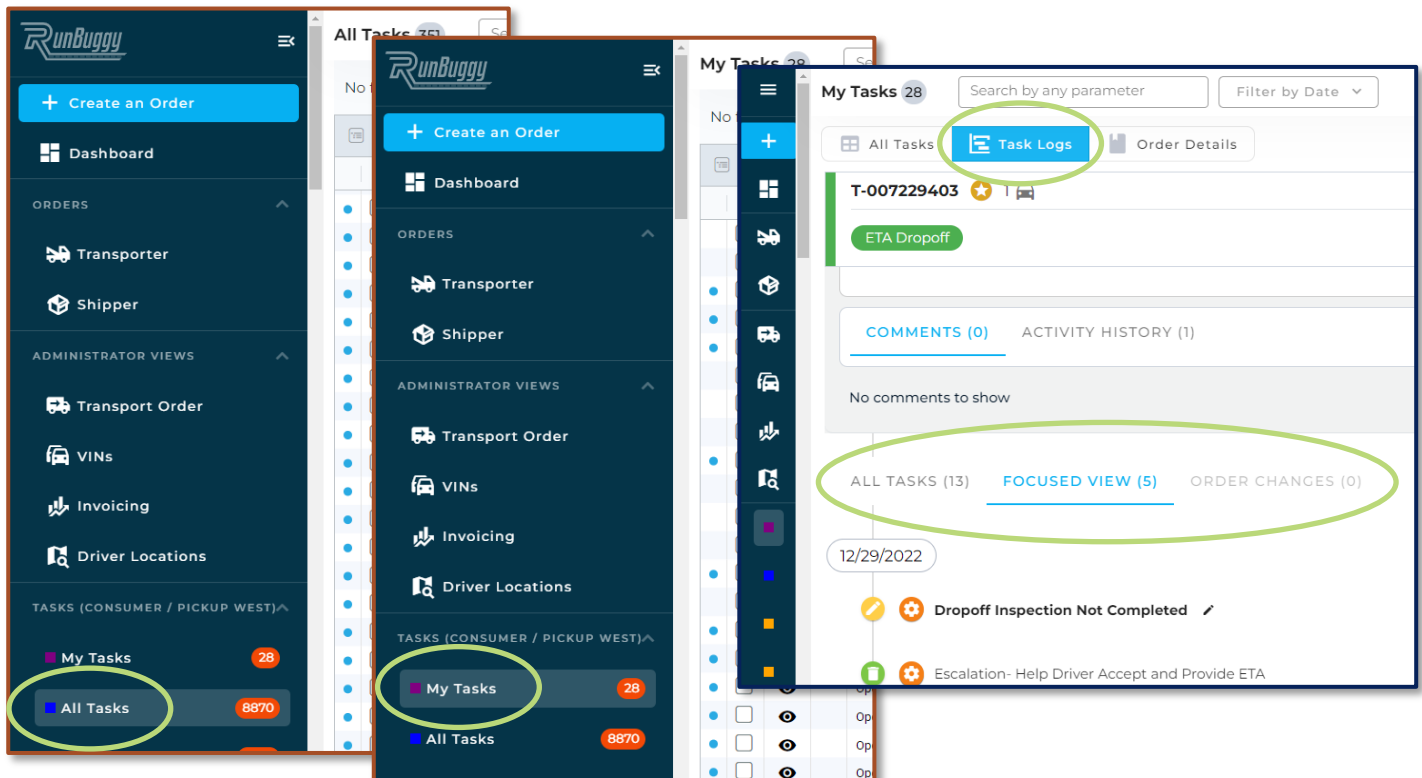 RunBuggy
All Tasks 351
Create an Order
Dashboard
ORDERS
Transporter
Shipper
ADMINISTRATOR VIEWS
Transport Order
VINs
Invoicing
Driver Locations
TASKS (CONSUMER / PICKUP WEST)
My Tasks 28
All Tasks 8870
RunBuggy
My Tasks 28
No
Create an Order
Dashboard
ORDERS
Transporter
Shipper
ADMINISTRATOR VIEWS
Transport Order
VINs
Invoicing
Driver Locations
TASKS (CONSUMER / PICKUP WEST)
My Tasks 28
All Tasks 8870
My Tasks 28
Search by any parameter
Filter by Date
All Tasks
Task Logs
Order Details
T-007229403 1
ETA Dropoff
COMMENTS (0)
ACTIVITY HISTORY (1)
No comments to show
ALL TASKS (13)
FOCUSED VIEW (5)
ORDER CHANGES (0)
12/29/2022
Dropoff Inspection Not Completed
Escalation- Help Driver Accept and Provide ETA